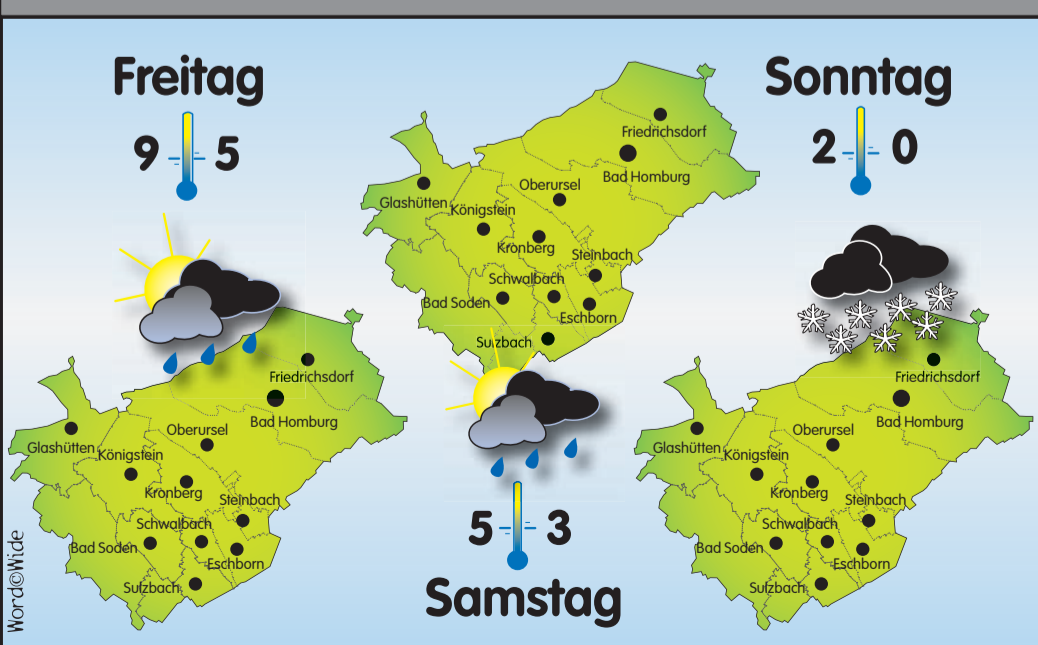 Freitag
9 5
Friedrichsdorf
Bad Homburg
Oberursel
Glashütten
Königstein
Kronberg
Steinbach
Schwalbach
Bad Soden
Eschborn
Sulzbach
Friedrichsdorf
Bad Homburg
Oberursel
Glashütten
Königstein
Kronberg
Steinbach
Schwalbach
Bad Soden
Eschborn
Sulzbach
5 3
Samstag
Sonntag
2 0
Friedrichsdorf
Bad Homburg
Oberursel
Glashütten
Königstein
Kronberg
Steinbach
Schwalbach
Bad Soden
Eschborn
Sulzbach
Word©Wide